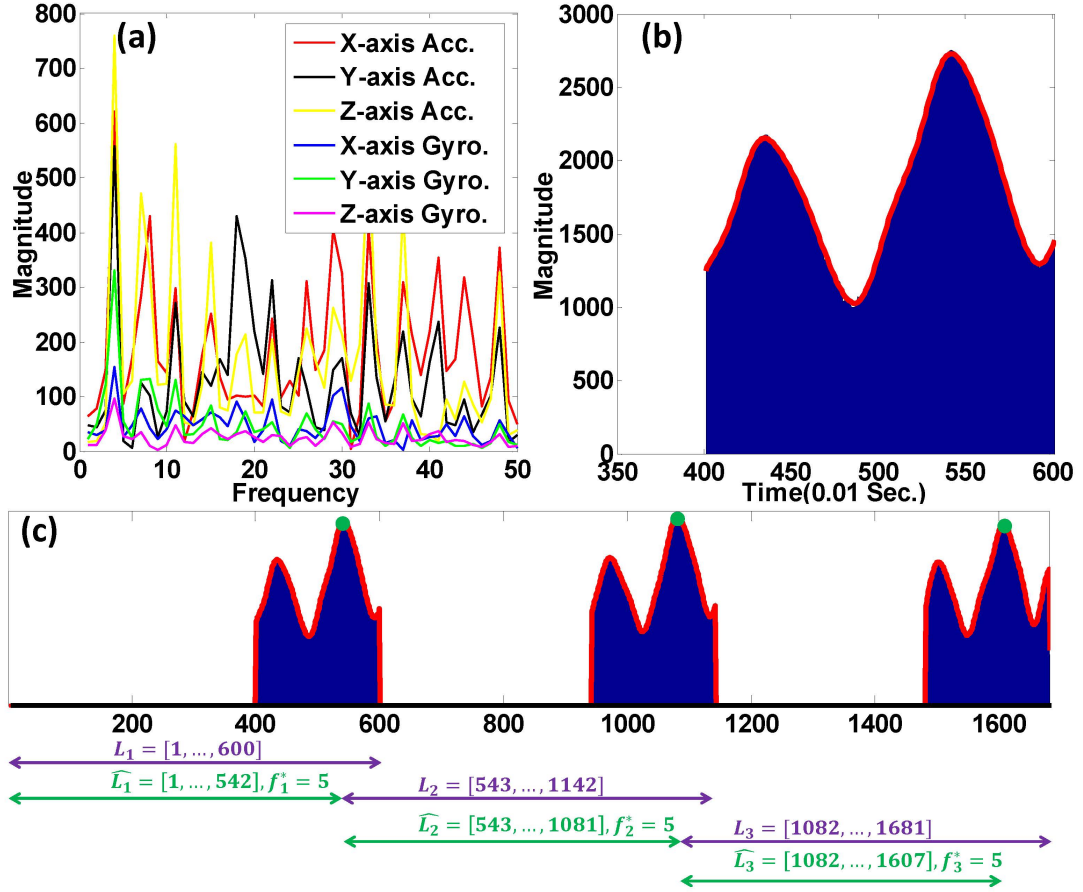 (a)
800
700
600
500
400
300
200
100
0
Magnitude
X-axis Acc.
Y-axis Acc.
Z-axis Acc.
X-axis Gyro.
Y-axis Gyro.
Z-axis Gyro.
0 10 20 30 40 50
Frequency
(b)
3000
2500
2000
1500
1000
500
0
Magnitude
350 400 450 500 550 600
Time(0.01 Sec.)
(c)
200 400 600 800 1000 1200 1400 1600
L₁ = [1, …, 600]
L̂₁ = [1, …, 542], f₁* = 5
L₂ = [543, …, 1142]
L̂₂ = [543, …, 1081], f₂* = 5
L₃ = [1082, …, 1681]
L̂₃ = [1082, …, 1607], f₃* = 5